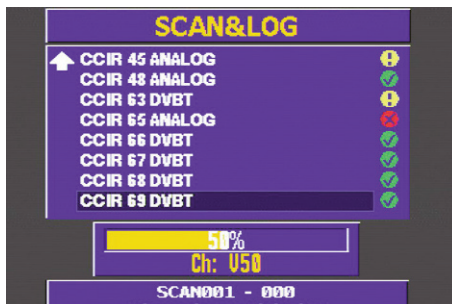 SCAN&LOG
CCIR 45 ANALOG
CCIR 48 ANALOG
CCIR 63 DVBT
CCIR 65 ANALOG
CCIR 66 DVBT
CCIR 67 DVBT
CCIR 68 DVBT
CCIR 69 DVBT
50%
Ch: V50
SCAN001 - 000